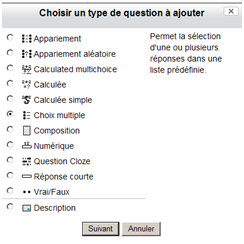 Choisir un type de question à ajouter
Appariement
Appariement aléatoire
Calculated multichoice
Calculée
Calculée simple
Choix multiple
Composition
Numérique
Question Cloze
Réponse courte
Vrai/Faux
Description
Permet la sélection
d'une ou plusieurs
réponses dans une
liste prédéfinie.
Suivant
Annuler